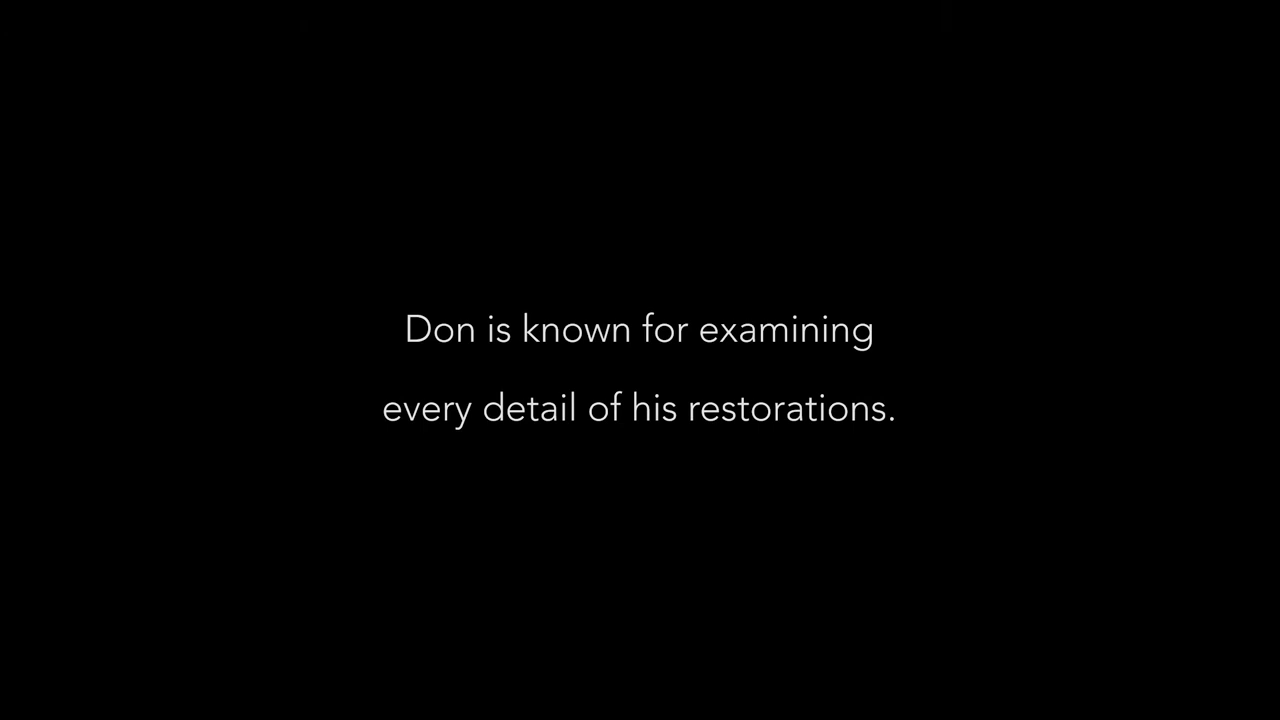 Don is known for examining
every detail of his restorations.